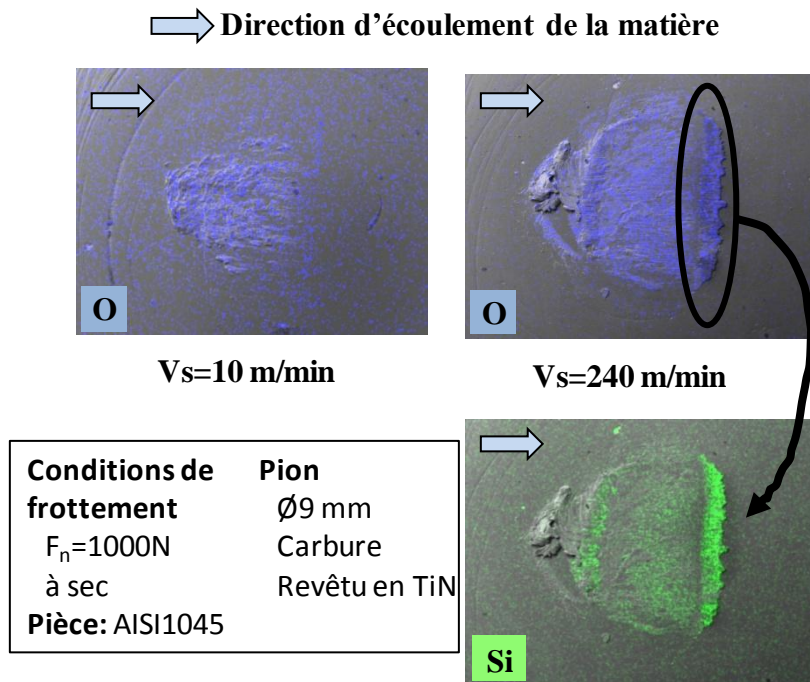 Direction d'écoulement de la matière
O
O
Vs=10 m/min
Vs=240 m/min
Conditions de frottement
Fn=1000N
à sec
Pièce: AISI1045
Pion
Ø9 mm
Carbure
Revêtu en TiN
Si